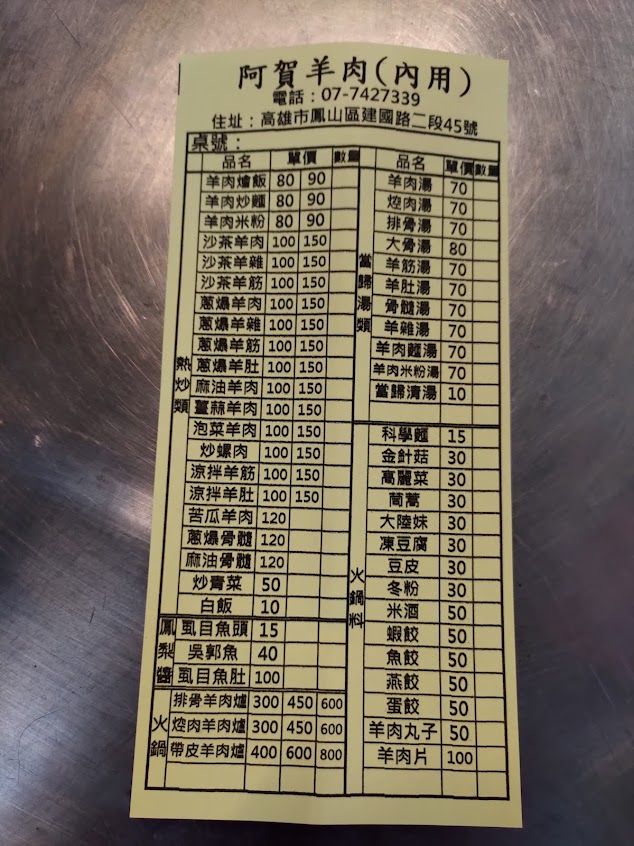 阿賀羊肉(內用)
電話：07-7427339
住址：高雄市鳳山區建國路二段45號
桌號：
品名 單價 數量
熱炒類
羊肉燴飯 80 90
羊肉炒麵 80 90
羊肉米粉 80 90
沙茶羊肉 100 150
沙茶羊雜 100 150
沙茶羊筋 100 150
蔥爆羊肉 100 150
蔥爆羊雜 100 150
蔥爆羊筋 100 150
蔥爆羊肚 100 150
麻油羊肉 100 150
薑蒜羊肉 100 150
泡菜羊肉 100 150
炒螺肉 100 150
涼拌羊筋 100 150
涼拌羊肚 100 150
苦瓜羊肉 120
蔥爆骨髓 120
麻油骨髓 120
炒青菜 50
白飯 10
鳳梨醬
虱目魚頭 15
吳郭魚 40
虱目魚肚 100
火鍋
排骨羊肉爐 300 450 600
焢肉羊肉爐 300 450 600
帶皮羊肉爐 400 600 800
品名 單價 數量
當歸湯類
羊肉湯 70
焢肉湯 70
排骨湯 70
大骨湯 80
羊筋湯 70
羊肚湯 70
骨髓湯 70
羊雜湯 70
羊肉麵湯 70
羊肉米粉湯 70
當歸清湯 10
火鍋料
科學麵 15
金針菇 30
高麗菜 30
茼蒿 30
大陸妹 30
凍豆腐 30
豆皮 30
冬粉 30
米酒 50
蝦餃 50
魚餃 50
燕餃 50
蛋餃 50
羊肉丸子 50
羊肉片 100